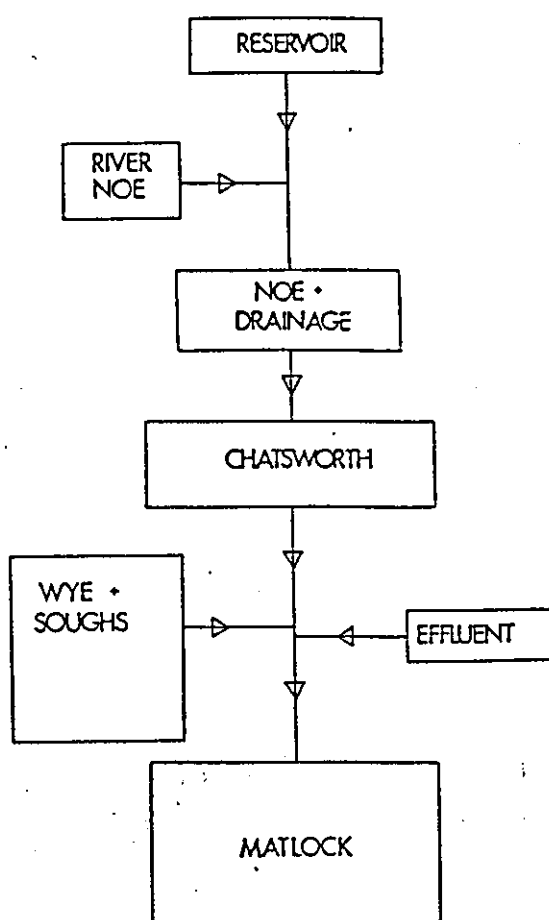 RESERVOIR
RIVER
NOE
NOE +
DRAINAGE
CHATSWORTH
WYE +
SOUGHS
EFFLUENT
MATLOCK